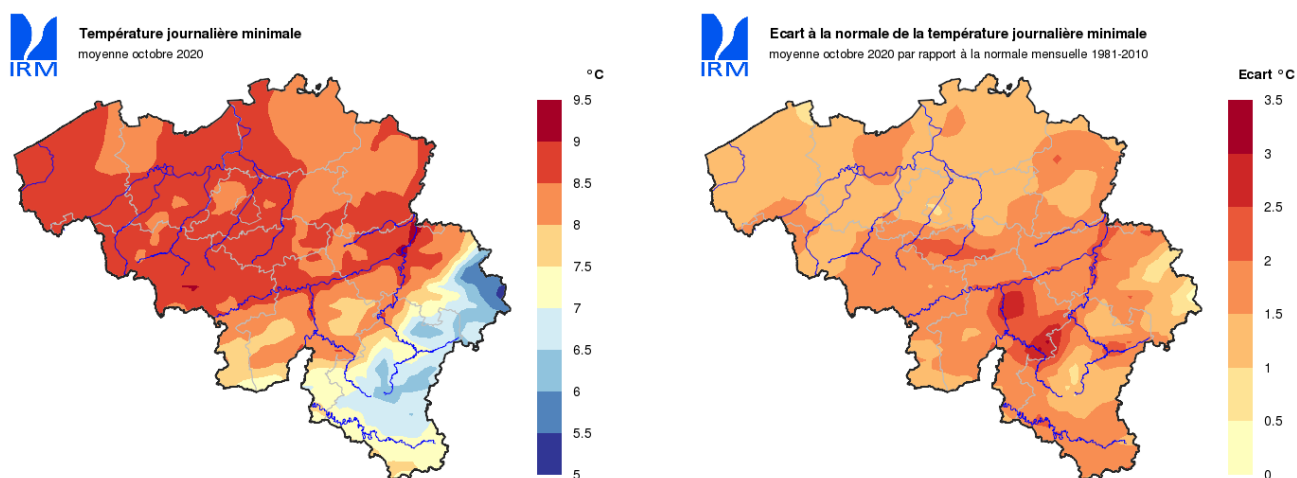 IRM
Température journalière minimale
moyenne octobre 2020
°C
9.5
9
8.5
8
7.5
7
6.5
6
5.5
5
IRM
Ecart à la normale de la température journalière minimale
moyenne octobre 2020 par rapport à la normale mensuelle 1981-2010
Ecart °C
3.5
3
2.5
2
1.5
1
0.5
0